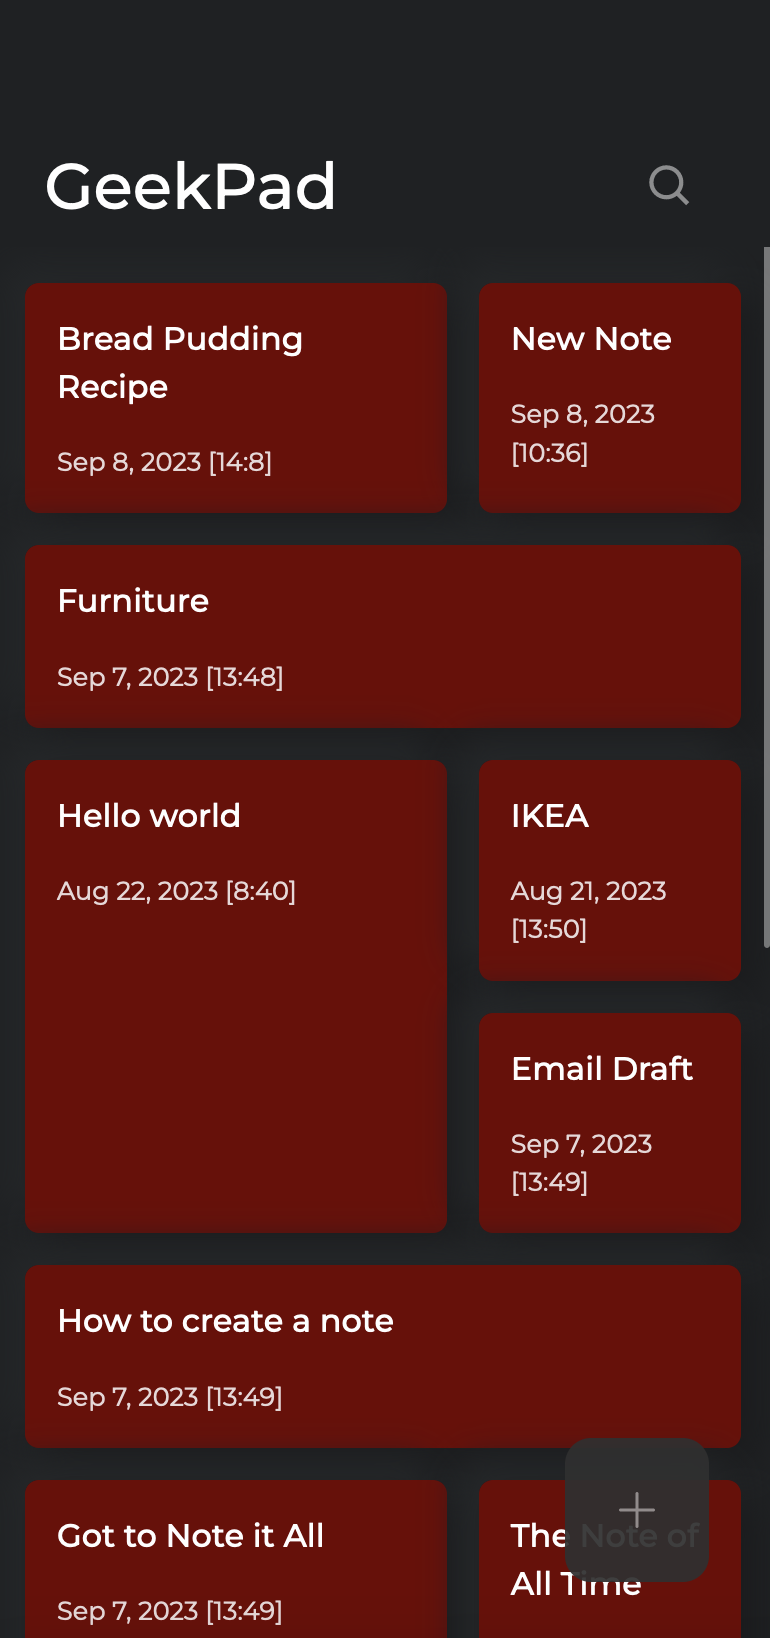 GeekPad
Bread Pudding
Recipe
Sep 8, 2023 [14:8]
New Note
Sep 8, 2023
[10:36]
Furniture
Sep 7, 2023 [13:48]
Hello world
Aug 22, 2023 [8:40]
IKEA
Aug 21, 2023
[13:50]
Email Draft
Sep 7, 2023
[13:49]
How to create a note
Sep 7, 2023 [13:49]
Got to Note it All
Sep 7, 2023 [13:49]
The Note of
All Time